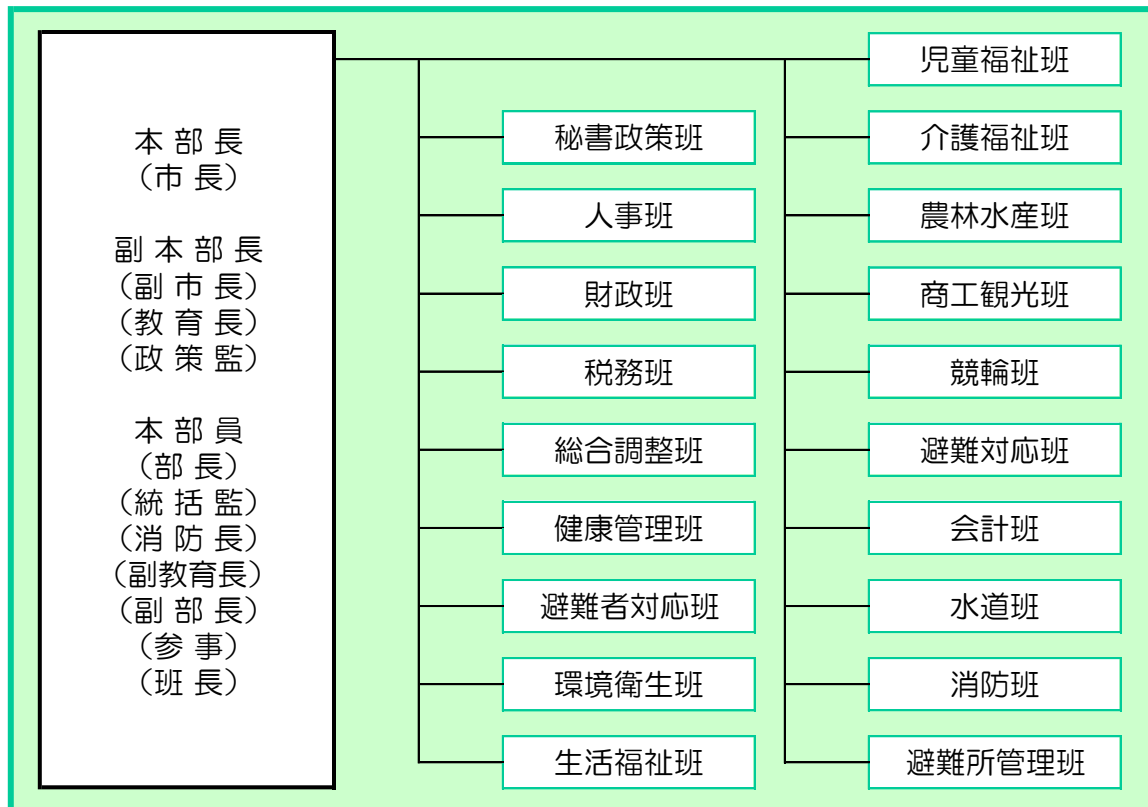 本部長
（市長）
副本部長
（副市長）
（教育長）
（政策監）
本部員
（部長）
（統括監）
（消防長）
（副教育長）
（副部長）
（参事）
（班長）
秘書政策班
人事班
財政班
税務班
総合調整班
健康管理班
避難者対応班
環境衛生班
生活福祉班
児童福祉班
介護福祉班
農林水産班
商工観光班
競輪班
避難対応班
会計班
水道班
消防班
避難所管理班